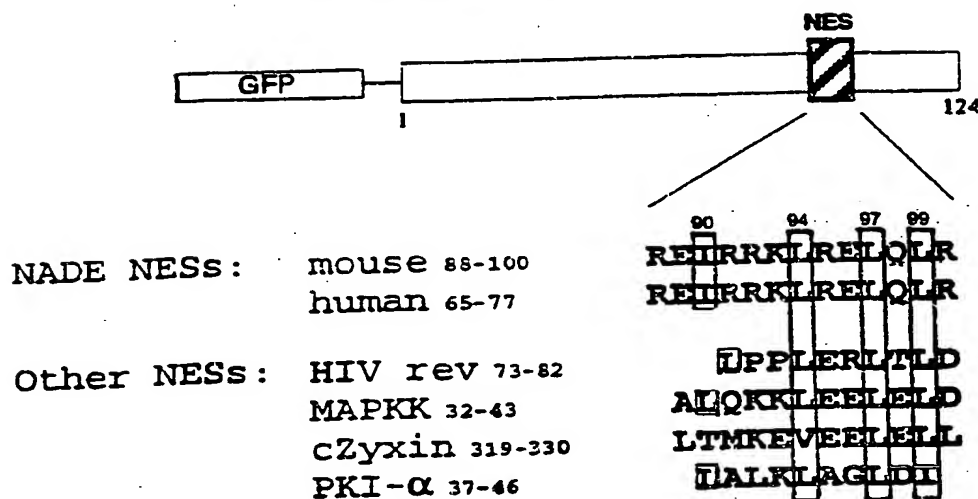 NES
GFP
1
124
90 94 97 99
NADE NESs: mouse 88-100 REIRRKLRELQLR
human 65-77 REIRRKLRELQLR
Other NESs: HIV rev 73-82 LPPLERLTLD
MAPKK 32-43 ALQKKLEELELD
cZyxin 319-330 LTMKEVEELELL
PKI-α 37-46 LALKLAGLDI